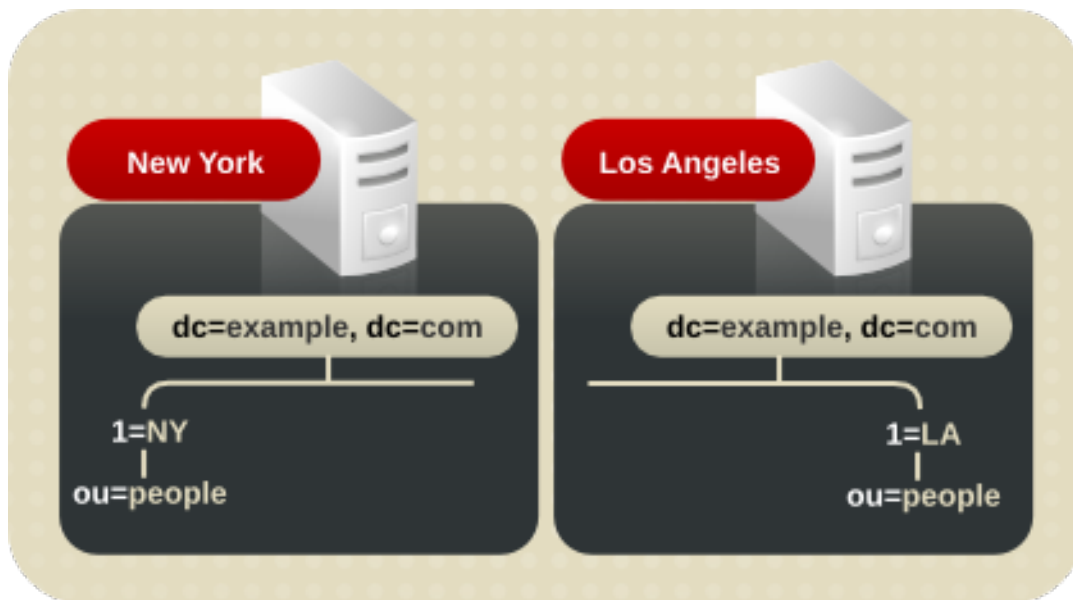 New York
dc=example, dc=com
1=NY
ou=people
Los Angeles
dc=example, dc=com
1=LA
ou=people